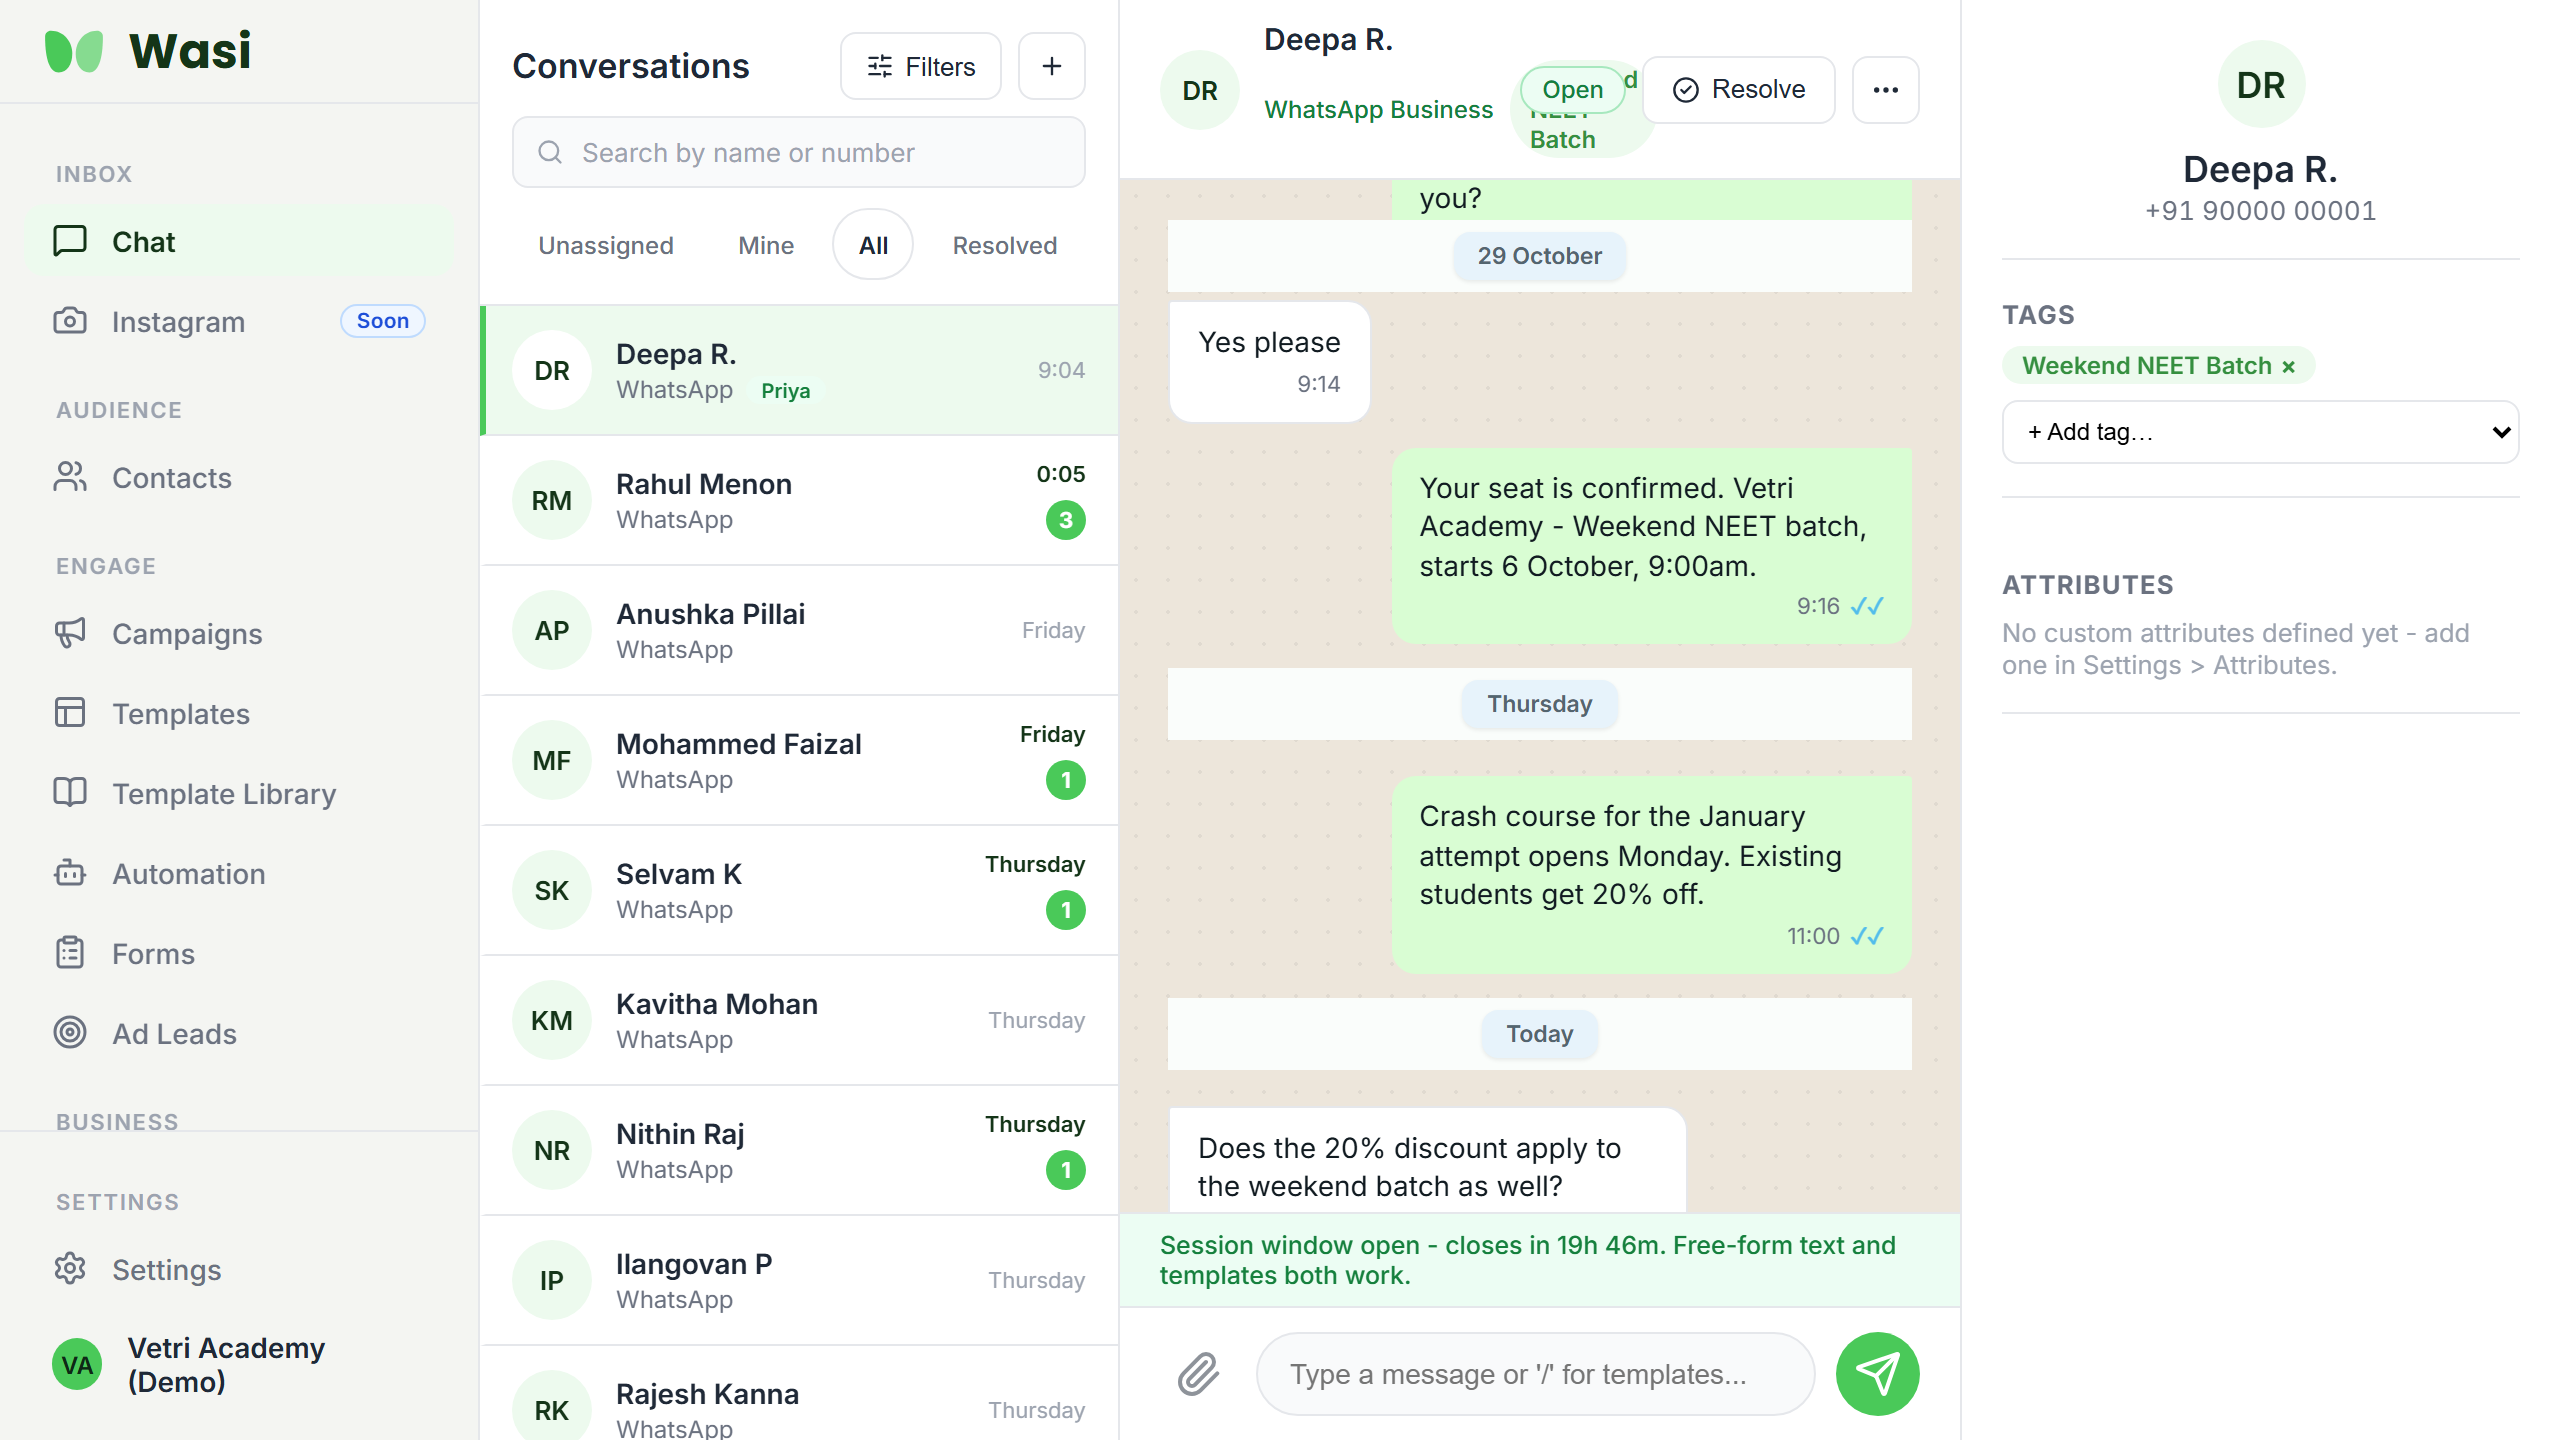 Wasi
INBOX
Chat
Instagram Soon
AUDIENCE
Contacts
ENGAGE
Campaigns
Templates
Template Library
Automation
Forms
Ad Leads
BUSINESS
SETTINGS
Settings
VA Vetri Academy
(Demo)
Conversations Filters +
Search by name or number
Unassigned Mine All Resolved
DR Deepa R. 9:04
WhatsApp Priya
RM Rahul Menon 0:05
WhatsApp 3
AP Anushka Pillai Friday
WhatsApp
MF Mohammed Faizal Friday
WhatsApp 1
SK Selvam K Thursday
WhatsApp 1
KM Kavitha Mohan Thursday
WhatsApp
NR Nithin Raj Thursday
WhatsApp 1
IP Ilangovan P Thursday
WhatsApp
RK Rajesh Kanna Thursday
WhatsApp
DR Deepa R.
WhatsApp Business
Open
NEET
Batch
Resolve
you?
29 October
Yes please
9:14
Your seat is confirmed. Vetri
Academy - Weekend NEET batch,
starts 6 October, 9:00am.
9:16
Thursday
Crash course for the January
attempt opens Monday. Existing
students get 20% off.
11:00
Today
Does the 20% discount apply to
the weekend batch as well?
Session window open - closes in 19h 46m. Free-form text and
templates both work.
Type a message or '/' for templates...
DR
Deepa R.
+91 90000 00001
TAGS
Weekend NEET Batch ×
+ Add tag...
ATTRIBUTES
No custom attributes defined yet - add
one in Settings > Attributes.